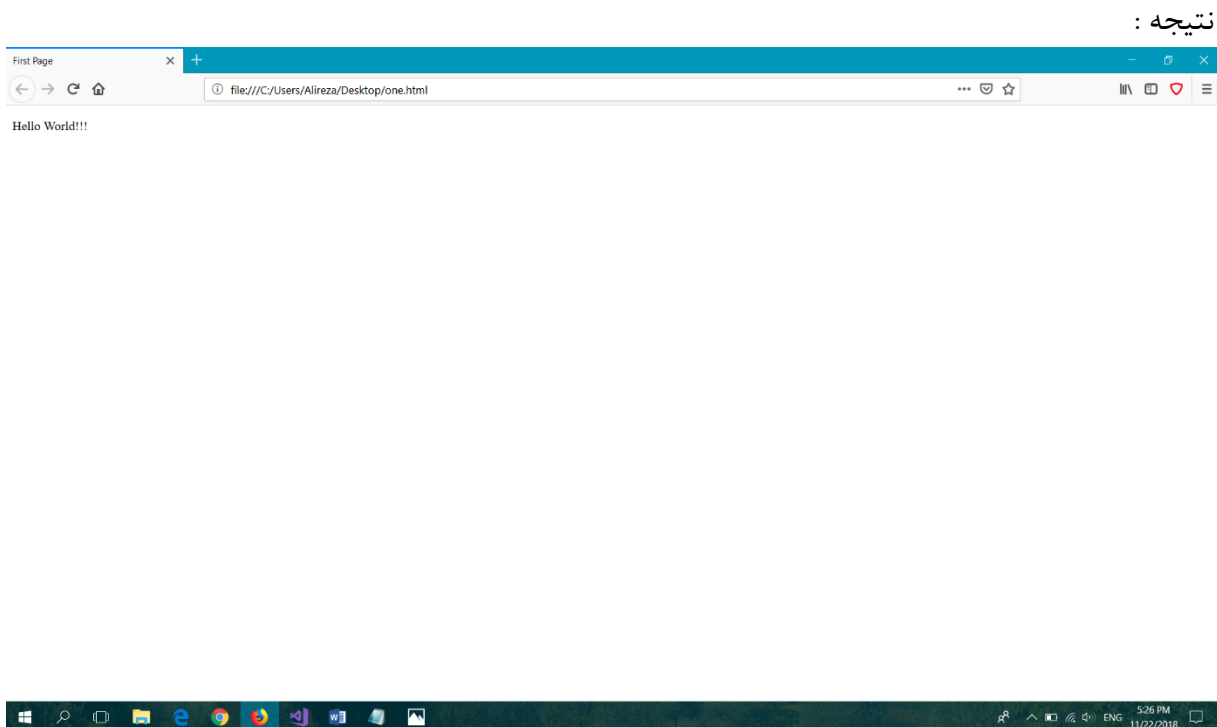 نتیجه :
First Page
file:///C:/Users/Alireza/Desktop/one.html
Hello World!!!
ENG
5:26 PM
11/22/2018